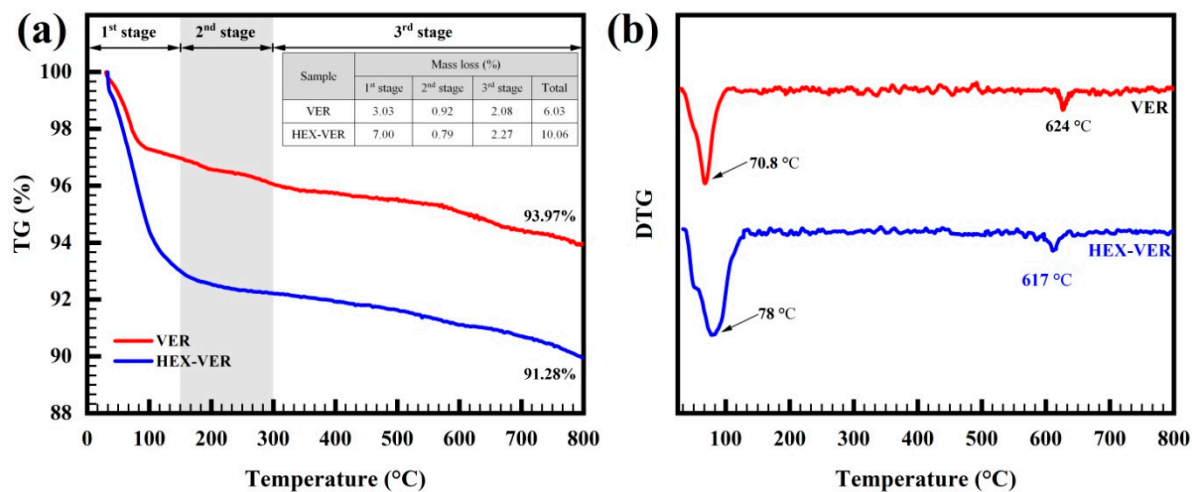 (a)
1st stage
2nd stage
3rd stage
Sample
Mass loss (%)
1st stage 2nd stage 3rd stage Total
VER 3.03 0.92 2.08 6.03
HEX-VER 7.00 0.79 2.27 10.06
100
98
96
94
92
90
88
TG (%)
93.97%
91.28%
VER
HEX-VER
0 100 200 300 400 500 600 700 800
Temperature (°C)
(b)
VER
624 °C
70.8 °C
DTG
HEX-VER
617 °C
78 °C
100 200 300 400 500 600 700 800
Temperature (°C)